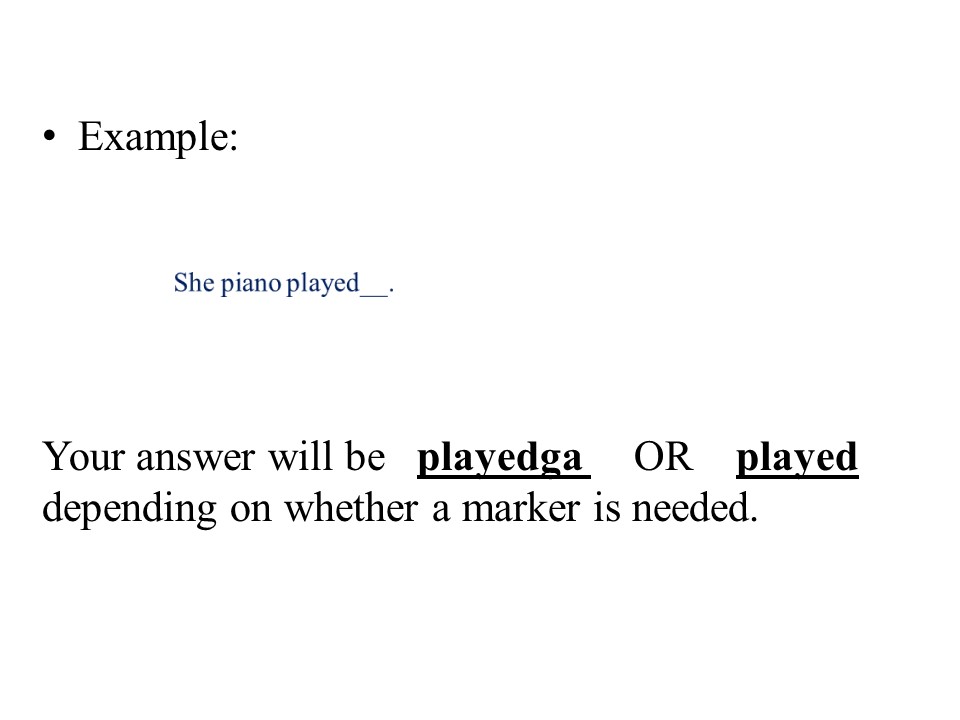 • Example:
She piano played__.
Your answer will be playedga OR played
depending on whether a marker is needed.